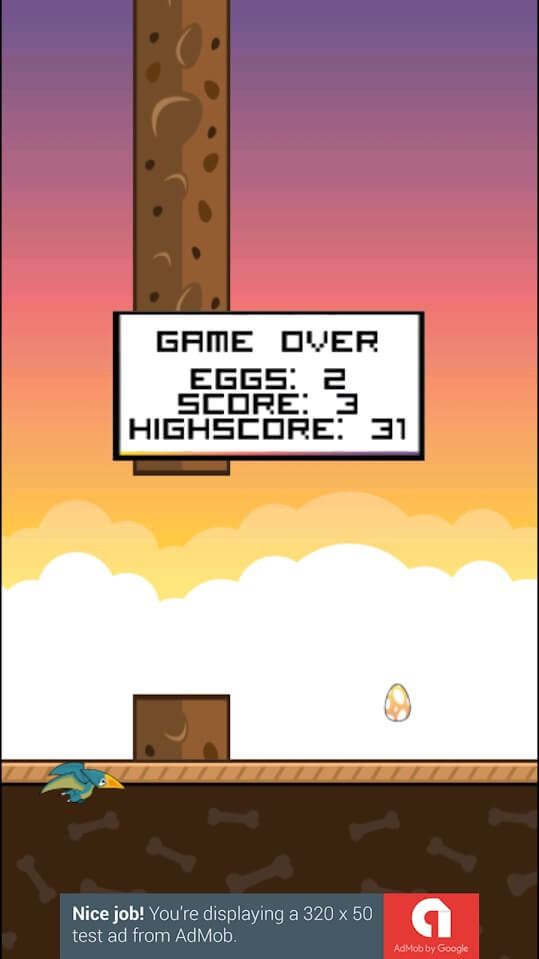 GAME OVER
EGGS: 2
SCORE: 3
HIGHSCORE: 31
Nice job! You're displaying a 320 x 50
test ad from AdMob.
AdMob by Google